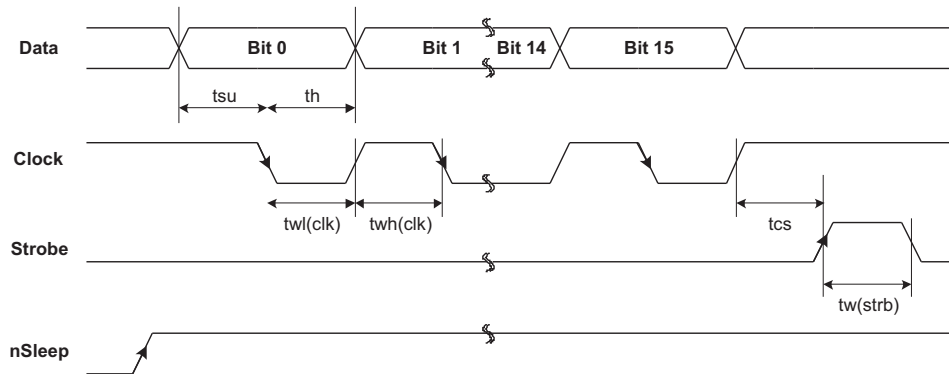 Data
Bit 0
Bit 1
Bit 14
Bit 15
tsu
th
Clock
twl(clk)
twh(clk)
tcs
Strobe
tw(strb)
nSleep